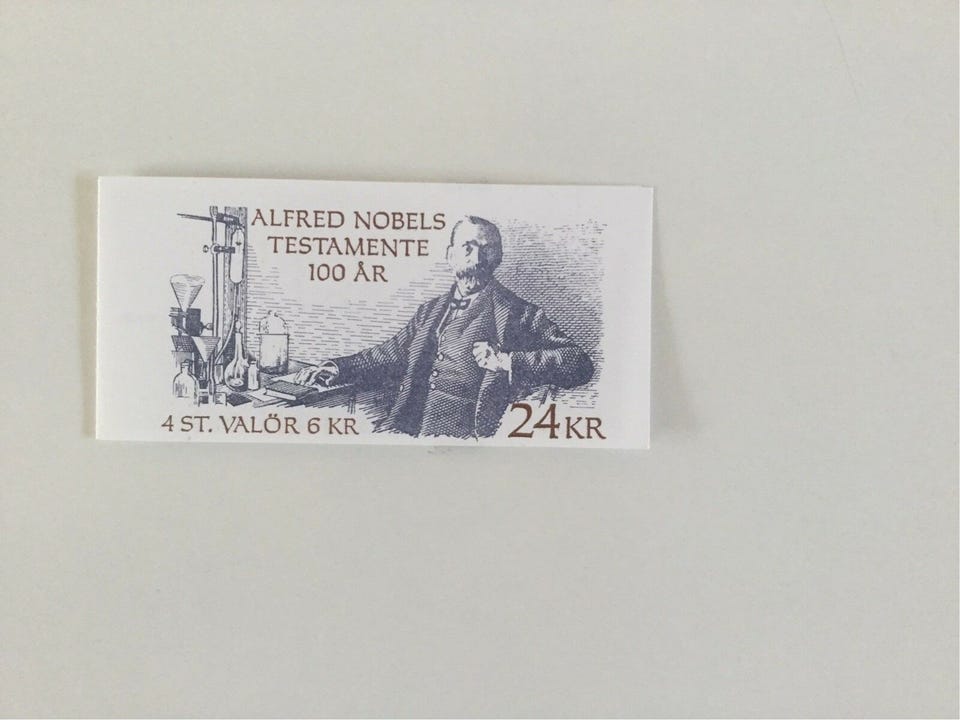 ALFRED NOBELS
TESTAMENTE
100 ÅR
4 ST. VALÖR 6 KR
24 KR